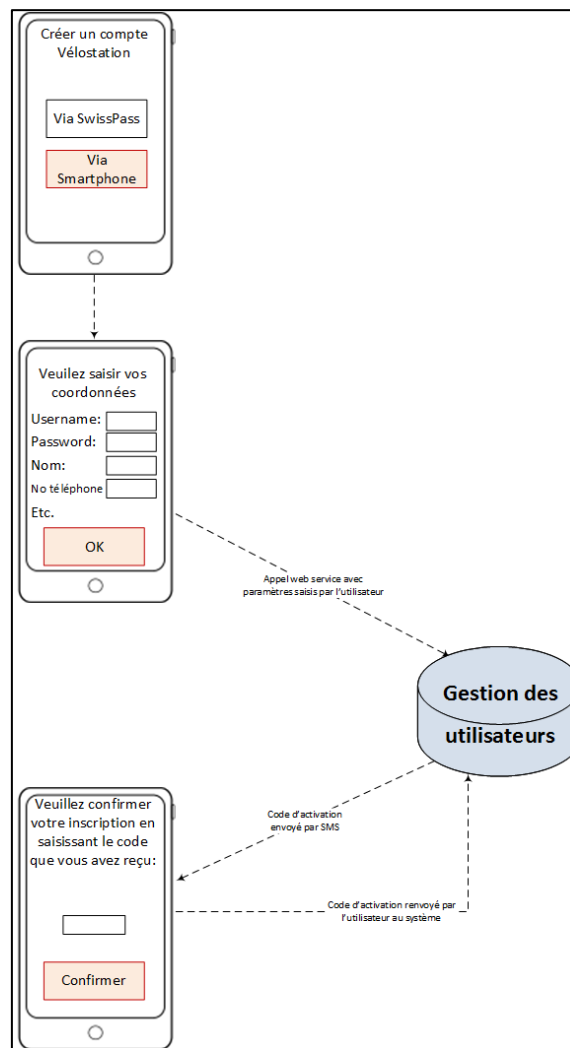 Créer un compte
Vélostation
Via SwissPass
Via
Smartphone
Veuilez saisir vos
coordonnées
Username:
Password:
Nom:
No téléphone
Etc.
OK
Appel web service avec
paramètres saisis par l'utilisateur
Gestion des
utilisateurs
Code d'activation
envoyé par SMS
Veuillez confirmer
votre inscription en
saisissant le code
que vous avez reçu:
Code d'activation renvoyé par
l'utilisateur au système
Confirmer